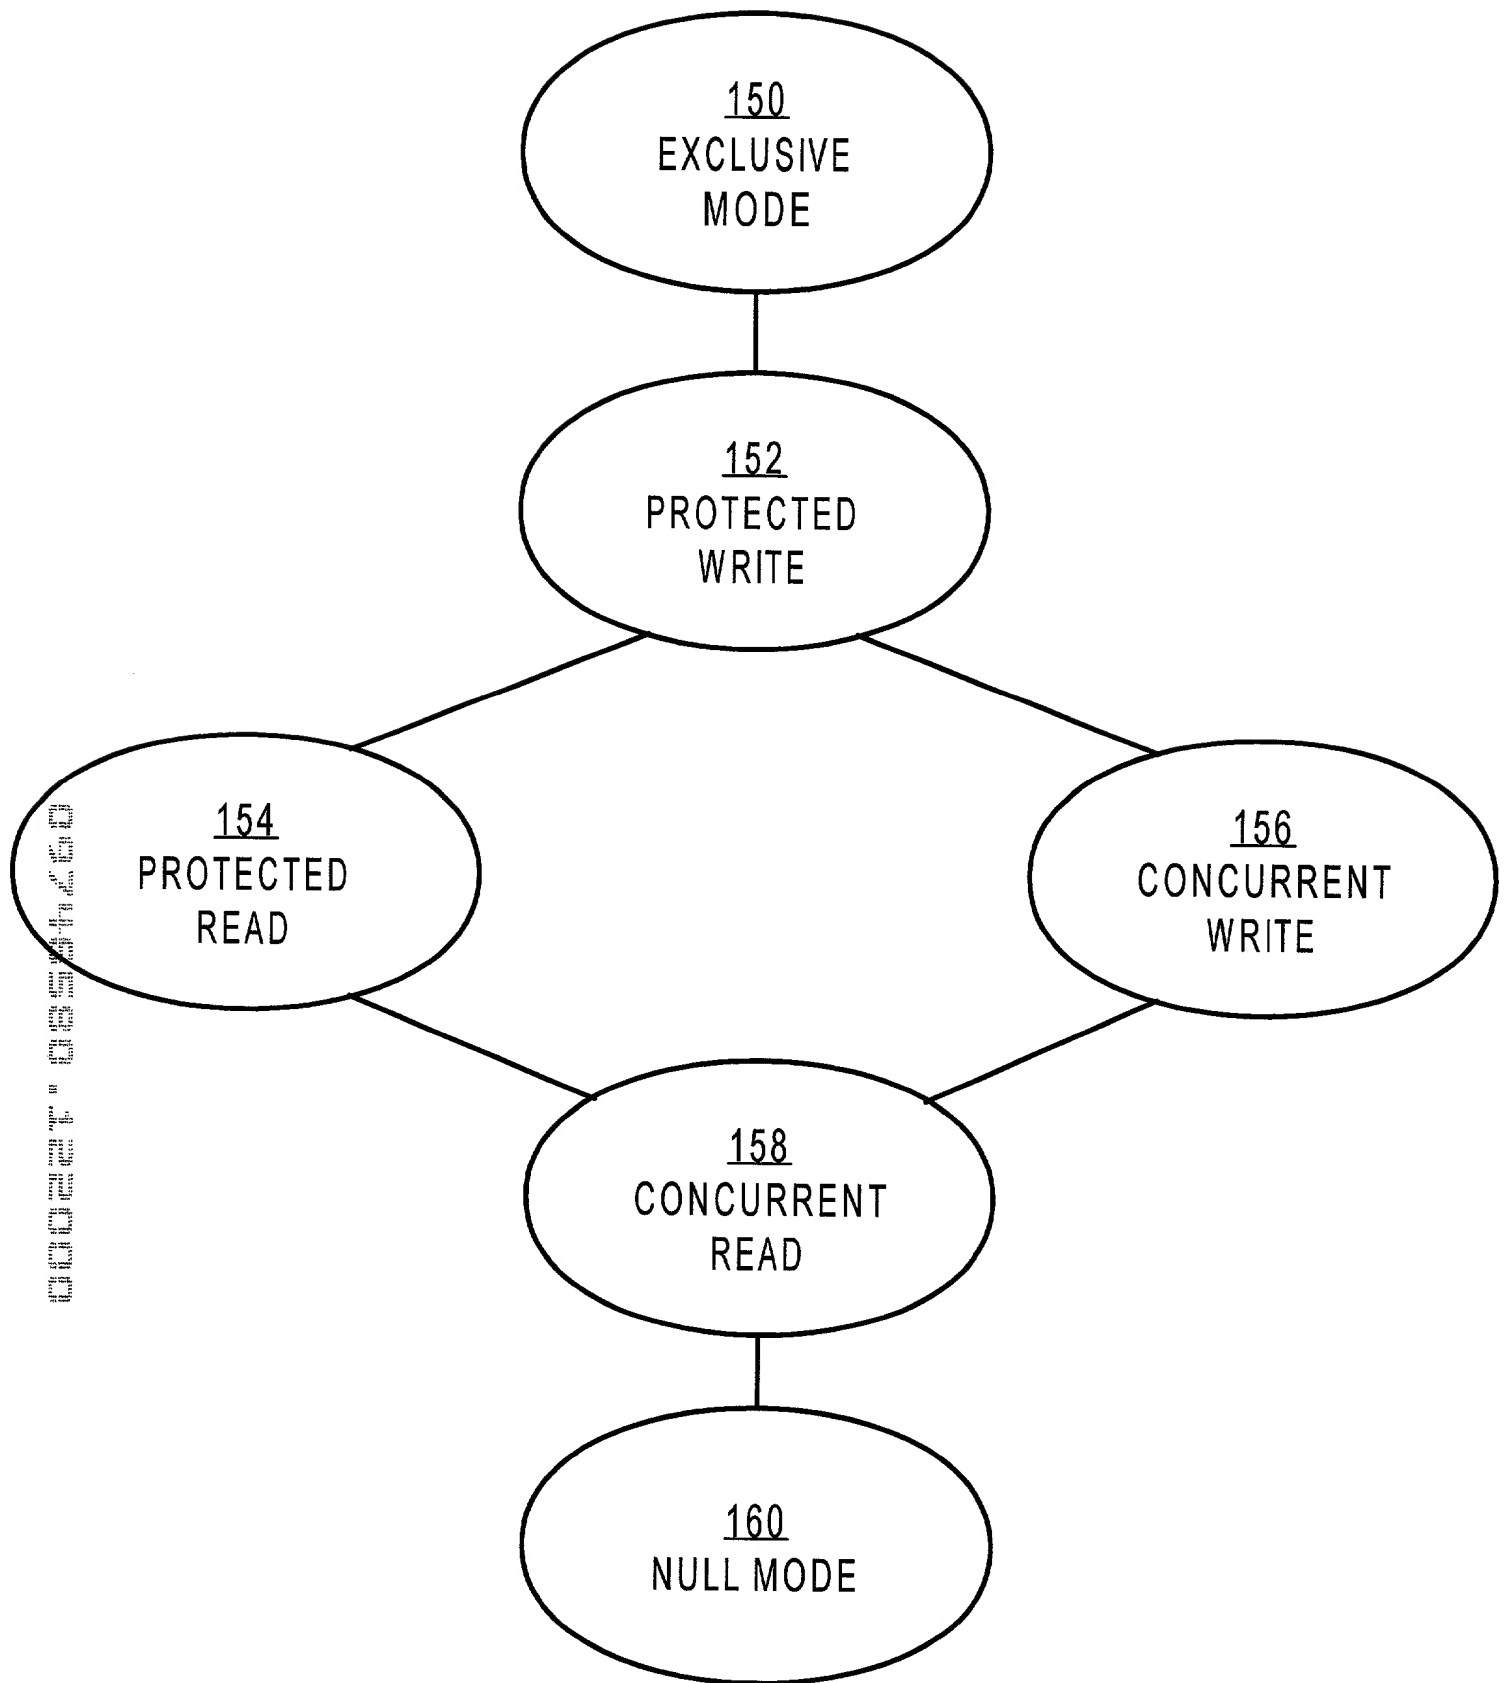 150
EXCLUSIVE
MODE
152
PROTECTED
WRITE
154
PROTECTED
READ
156
CONCURRENT
WRITE
158
CONCURRENT
READ
160
NULL MODE